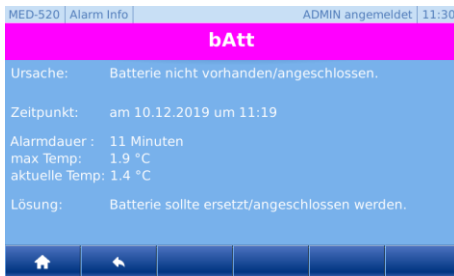 MED-520 Alarm Info ADMIN angemeldet 11:30
bAtt
Ursache: Batterie nicht vorhanden/angeschlossen.
Zeitpunkt: am 10.12.2019 um 11:19
Alarmdauer : 11 Minuten
max Temp: 1.9 °C
aktuelle Temp: 1.4 °C
Lösung: Batterie sollte ersetzt/angeschlossen werden.